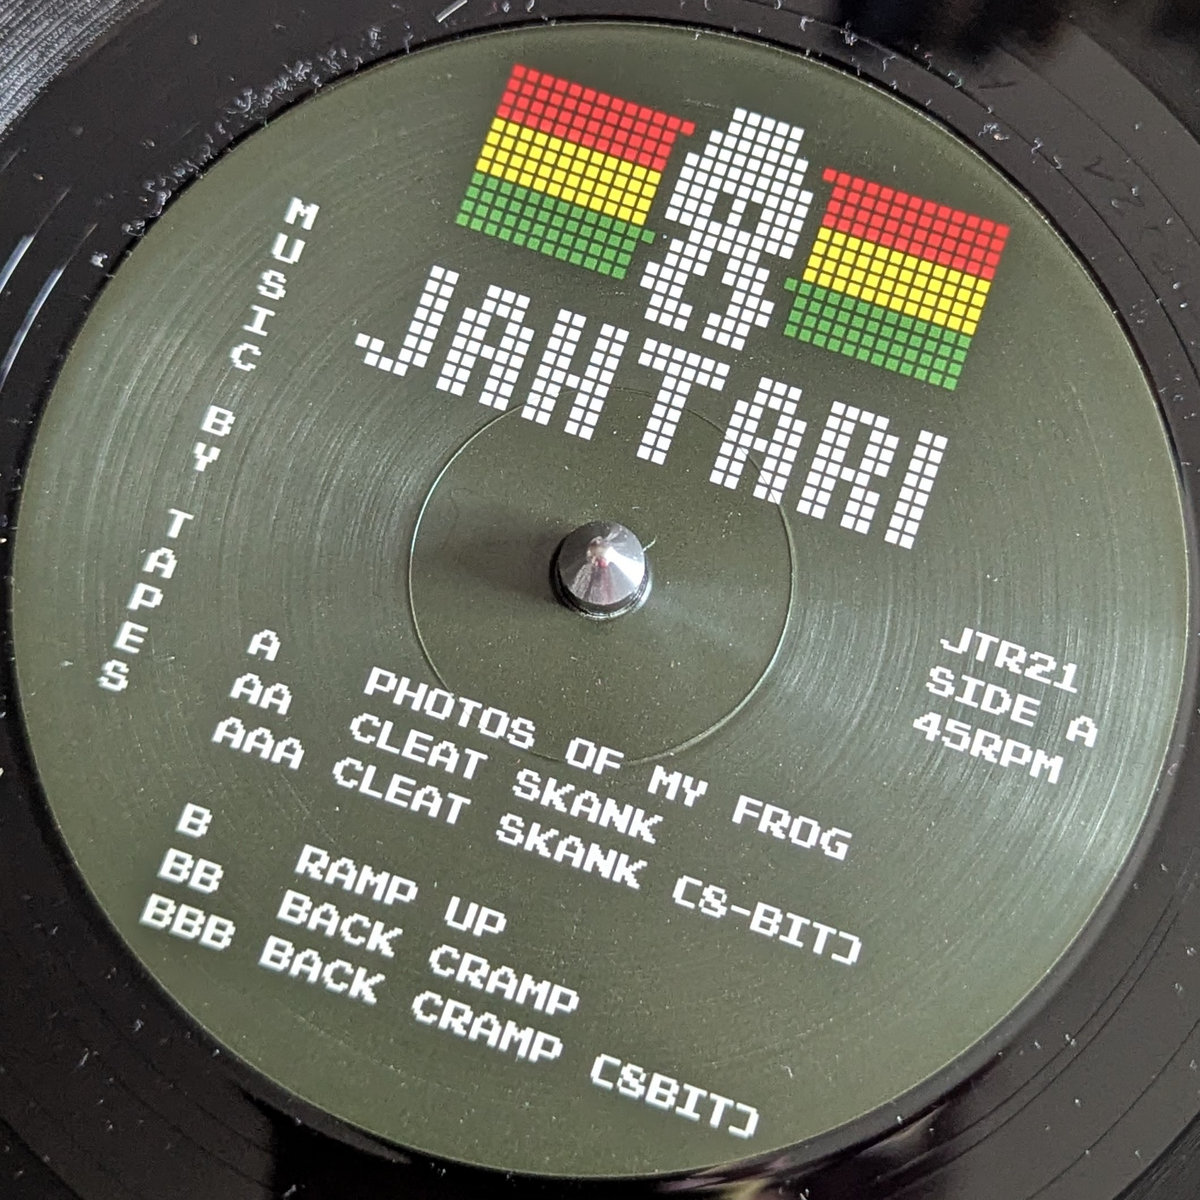 JAHTARI
MUSIC BY TAPES
JTR21
SIDE A
45RPM
A PHOTOS OF MY FROG
AA CLEAT SKANK
AAA CLEAT SKANK [8-BIT]
B RAMP UP
BB BACK CRAMP
BBB BACK CRAMP [8BIT]